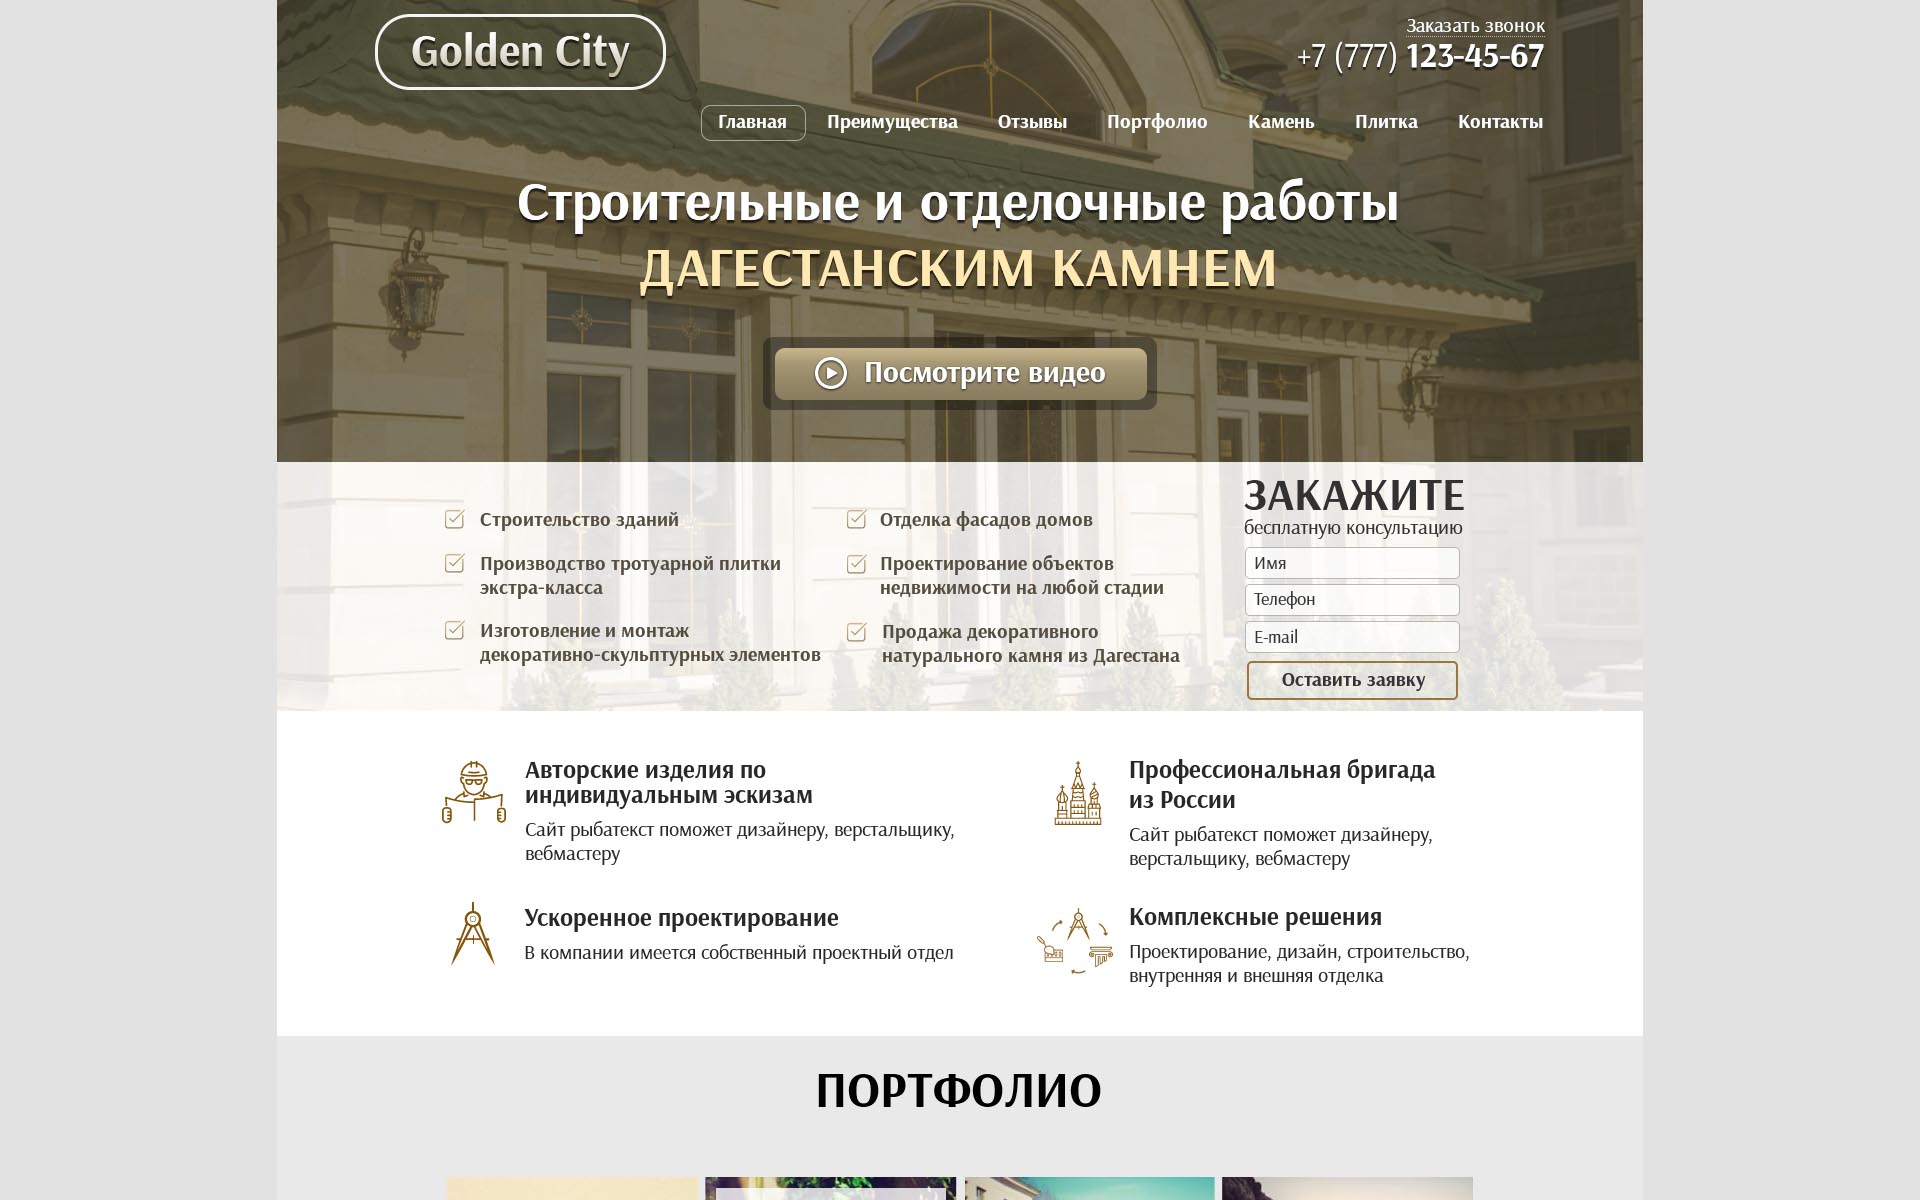 Golden City
Заказать звонок
+7 (777) 123-45-67
Главная Преимущества Отзывы Портфолио Камень Плитка Контакты
Строительные и отделочные работы
ДАГЕСТАНСКИМ КАМНЕМ
Посмотрите видео
Строительство зданий
Производство тротуарной плитки
экстра-класса
Изготовление и монтаж
декоративно-скульптурных элементов
Отделка фасадов домов
Проектирование объектов
недвижимости на любой стадии
Продажа декоративного
натурального камня из Дагестана
ЗАКАЖИТЕ
бесплатную консультацию
Имя
Телефон
E-mail
Оставить заявку
Авторские изделия по
индивидуальным эскизам
Сайт рыбатекст поможет дизайнеру, верстальщику,
вебмастеру
Профессиональная бригада
из России
Сайт рыбатекст поможет дизайнеру,
верстальщику, вебмастеру
Ускоренное проектирование
В компании имеется собственный проектный отдел
Комплексные решения
Проектирование, дизайн, строительство,
внутренняя и внешняя отделка
ПОРТФОЛИО